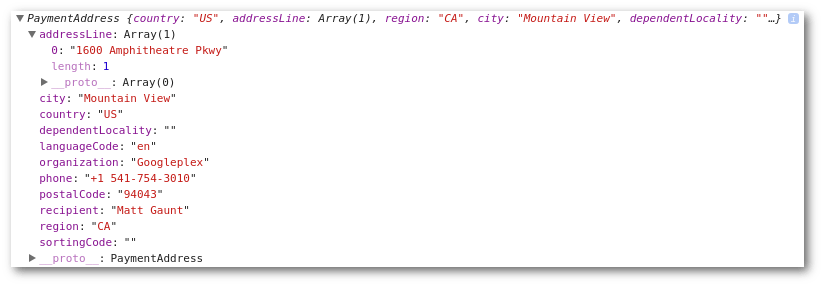 PaymentAddress {country: "US", addressLine: Array(1), region: "CA", city: "Mountain View", dependentLocality: ""…} i
addressLine: Array(1)
0: "1600 Amphitheatre Pkwy"
length: 1
__proto__: Array(0)
city: "Mountain View"
country: "US"
dependentLocality: ""
languageCode: "en"
organization: "Googleplex"
phone: "+1 541-754-3010"
postalCode: "94043"
recipient: "Matt Gaunt"
region: "CA"
sortingCode: ""
__proto__: PaymentAddress